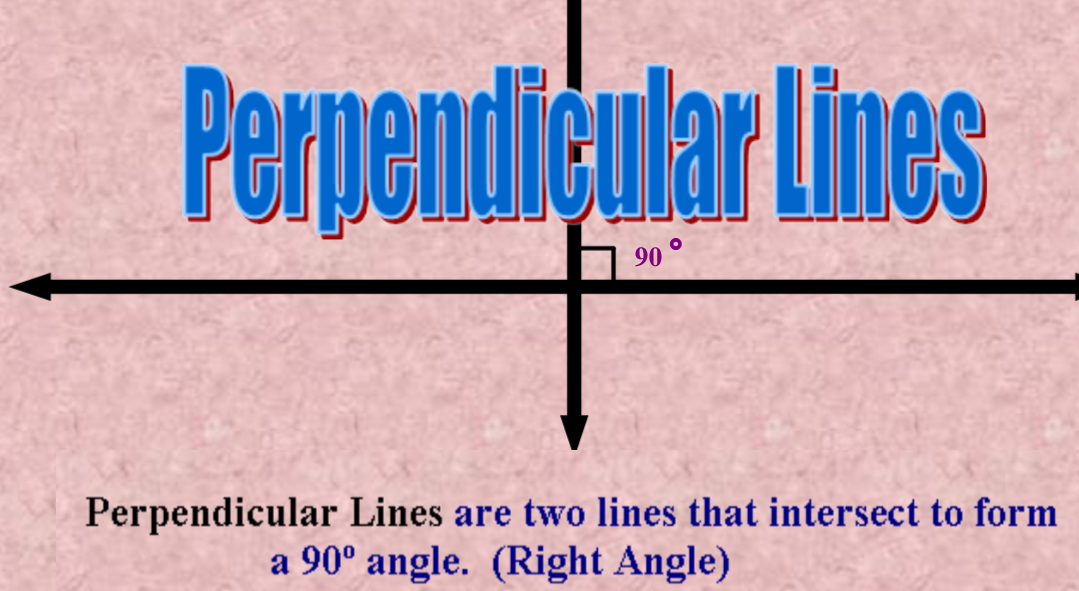 Perpendicular Lines
90°
Perpendicular Lines are two lines that intersect to form
a 90º angle. (Right Angle)